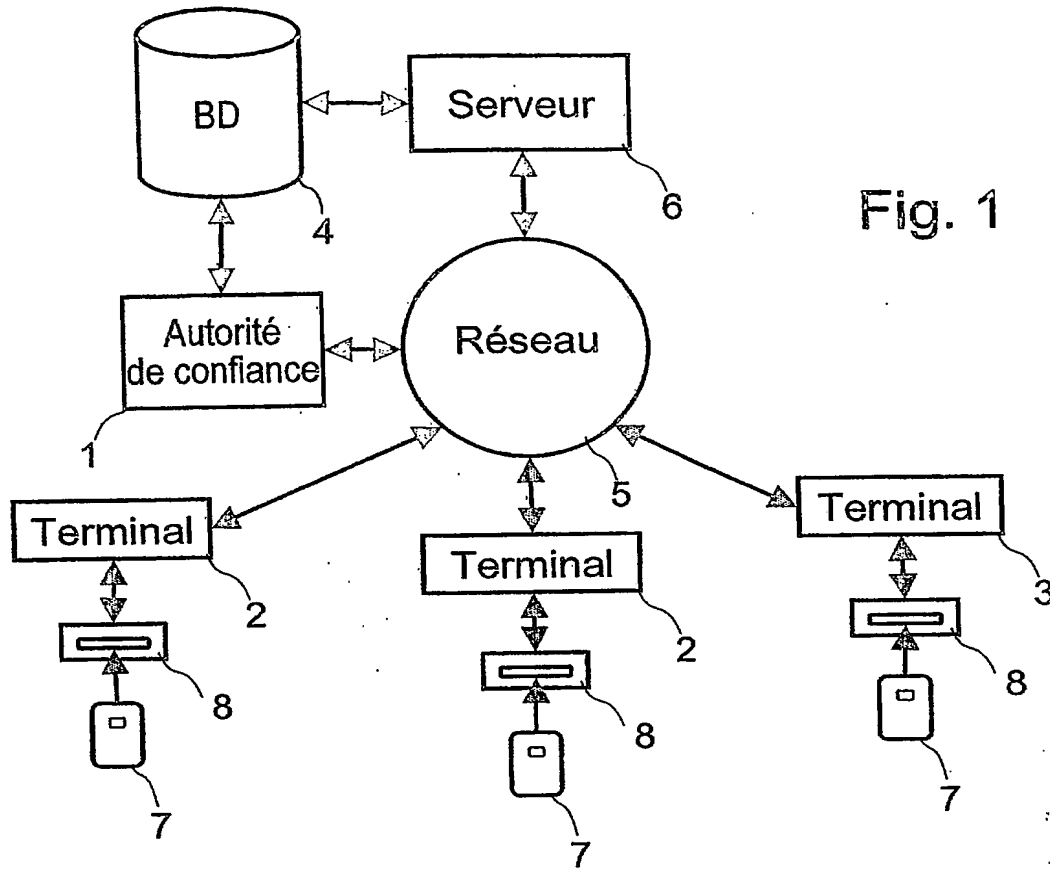 BD
Serveur
4
6
Fig. 1
Autorité
de confiance
Réseau
1
5
Terminal
Terminal
Terminal
2
2
3
8
8
8
7
7
7